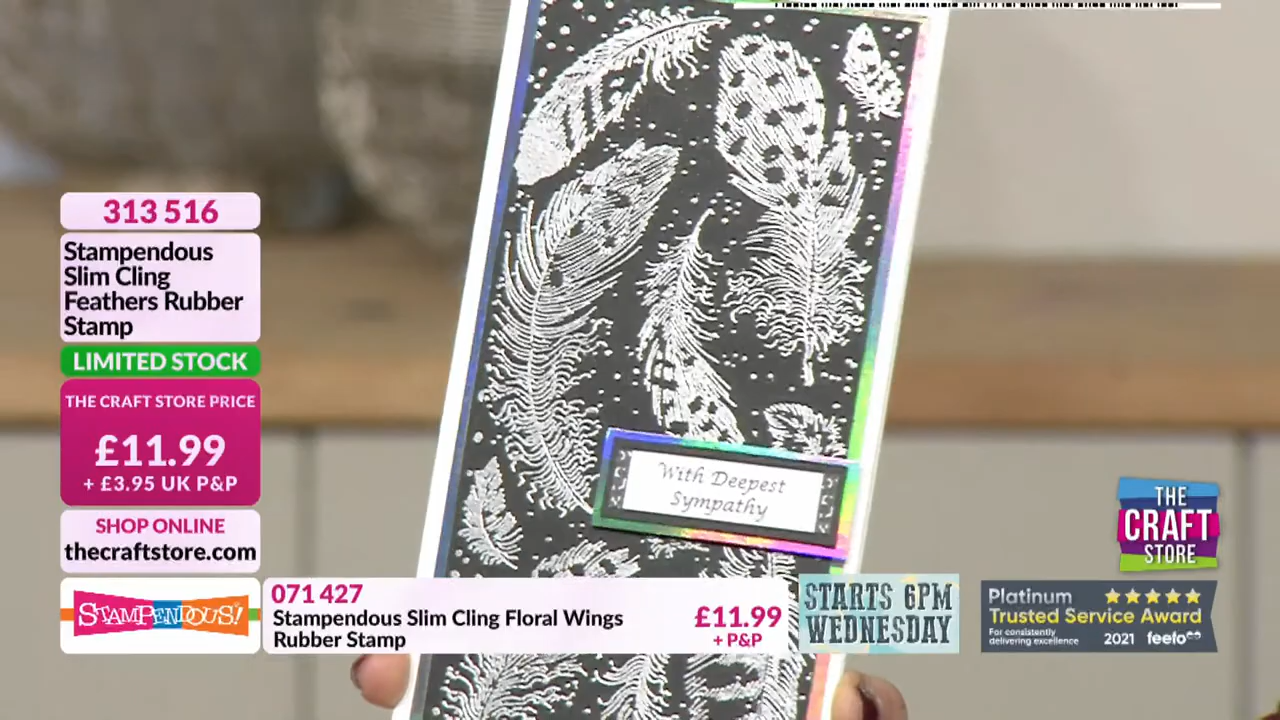 313 516
Stampendous
Slim Cling
Feathers Rubber
Stamp
LIMITED STOCK
THE CRAFT STORE PRICE
£11.99
+ £3.95 UK P&P
SHOP ONLINE
thecraftstore.com
With Deepest
Sympathy
THE
CRAFT
STORE
STAMPENDOUS!
071 427
Stampendous Slim Cling Floral Wings
Rubber Stamp
£11.99
+ P&P
STARTS 6PM
WEDNESDAY
Platinum
Trusted Service Award
For consistently
delivering excellence
2021 feefo